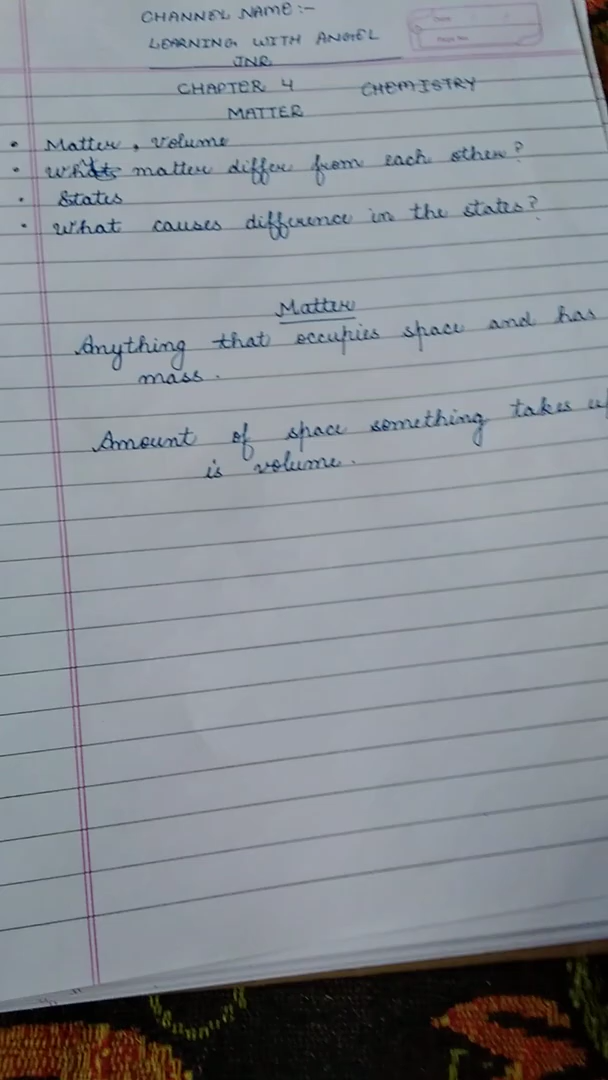 CHANNEL NAME :-
LEARNING WITH ANGEL
JNR
CHAPTER 4 CHEMISTRY
MATTER
• Matter, volume
• matter differ from each other?
• States
• What causes difference in the states?
Matter
Anything that occupies space and has
mass.
Amount of space something takes
is volume.